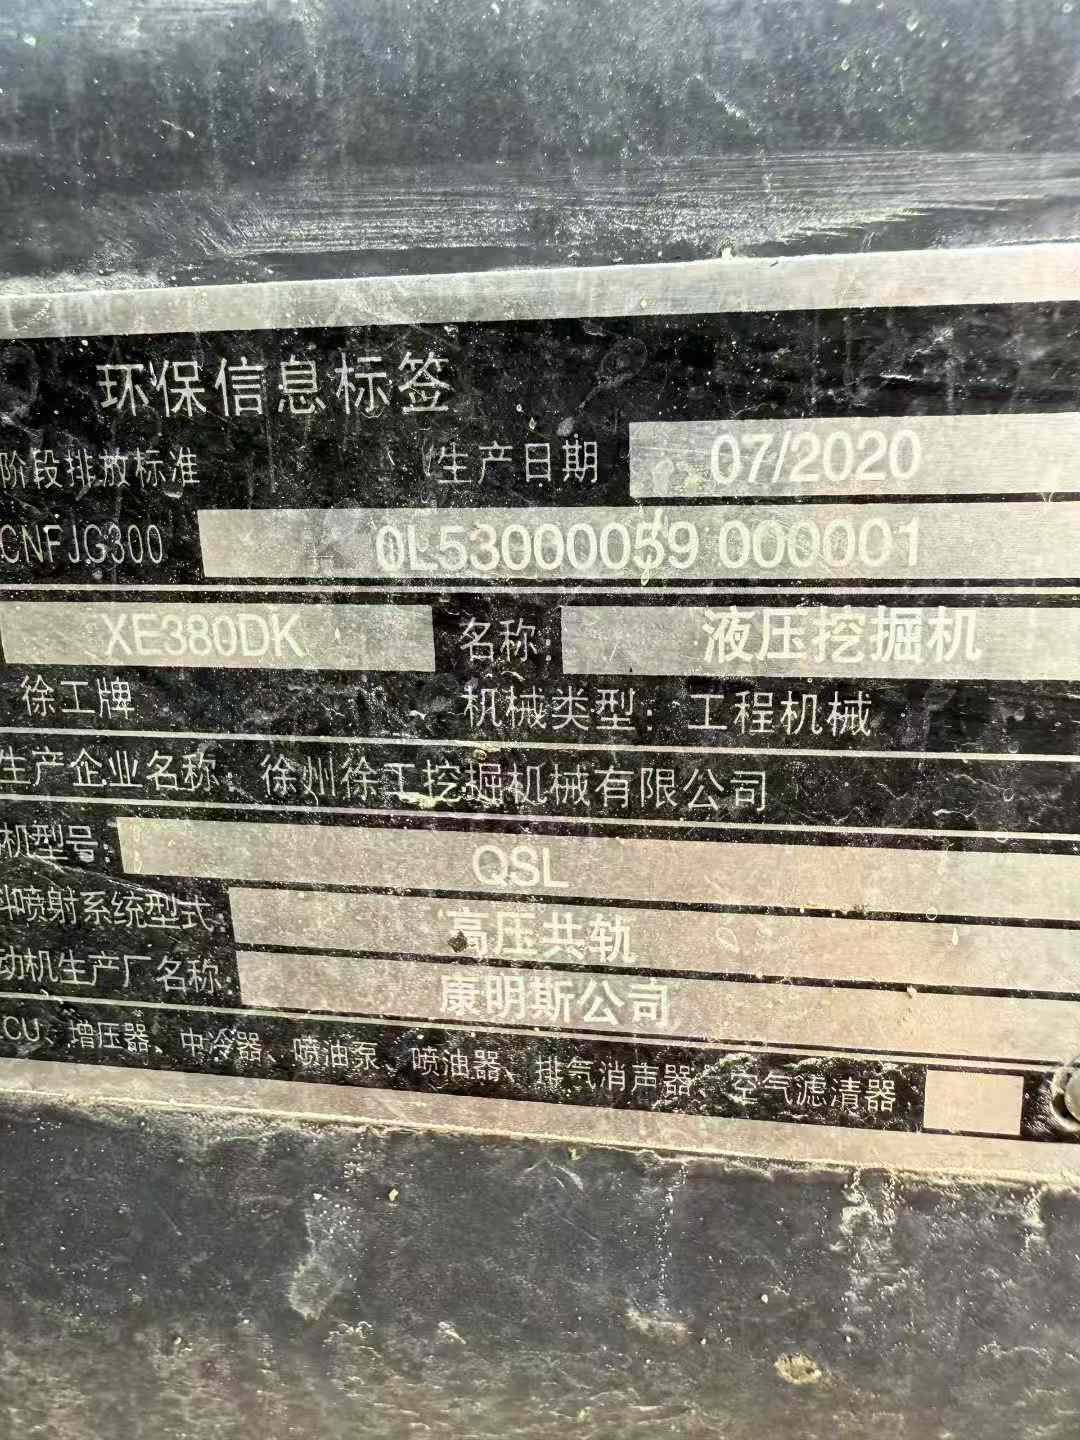 环保信息标签
阶段排放标准 生产日期 07/2020
CNFJG300 0L53000059 000001
XE380DK 名称: 液压挖掘机
徐工牌 机械类型: 工程机械
生产企业名称: 徐州徐工挖掘机械有限公司
机型号: QSL
喷射系统型式: 高压共轨
动机生产厂名称: 康明斯公司
CU、增压器、中冷器、喷油泵、喷油器、排气消声器、空气滤清器